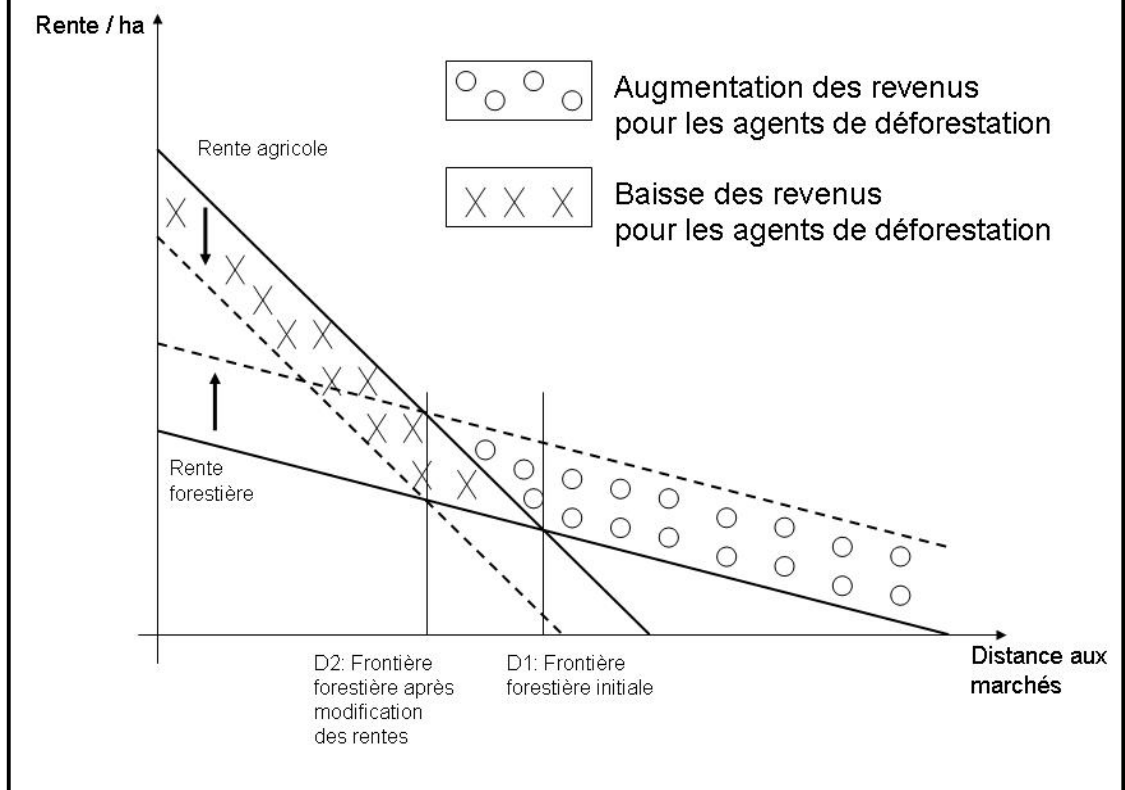 Rente / ha
Augmentation des revenus
pour les agents de déforestation
Rente agricole
Baisse des revenus
pour les agents de déforestation
Rente
forestière
D2: Frontière
forestière après
modification
des rentes
D1: Frontière
forestière initiale
Distance aux
marchés